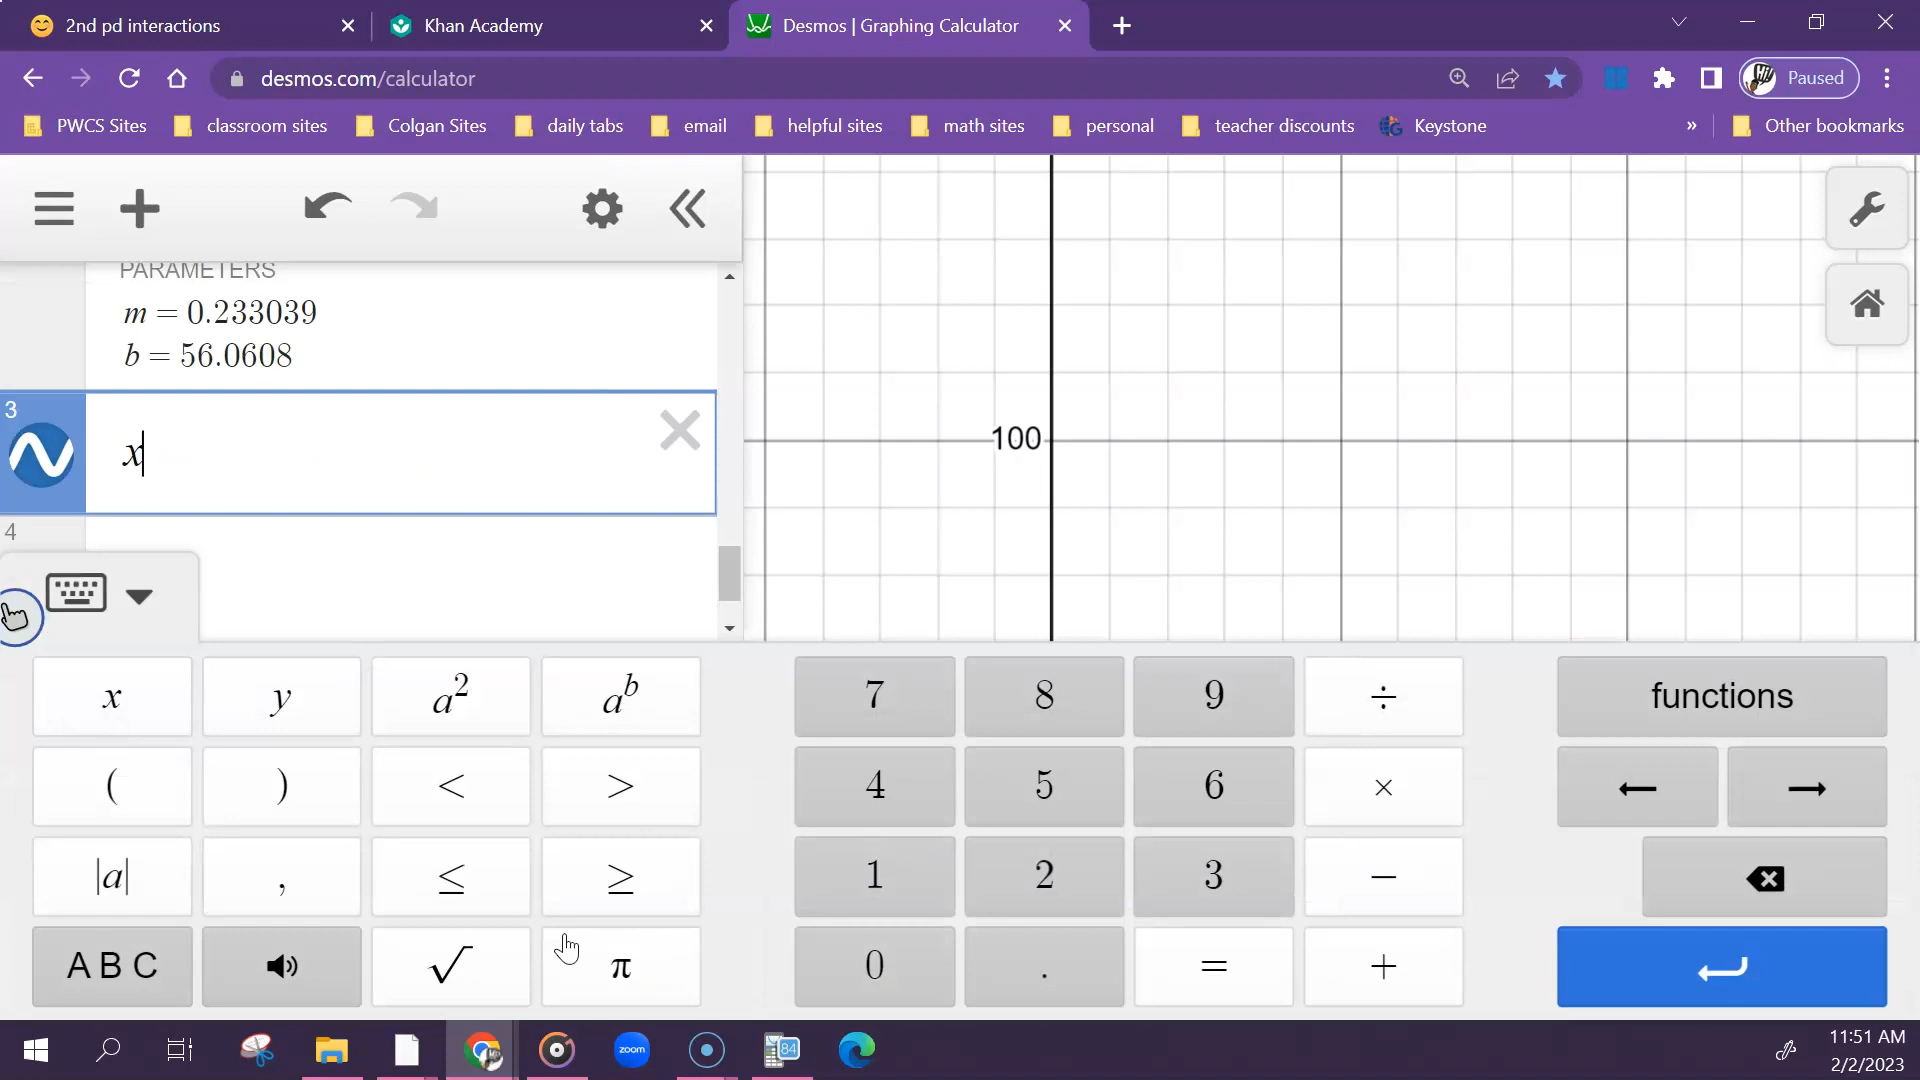 2nd pd interactions
Khan Academy
Desmos | Graphing Calculator
desmos.com/calculator
Paused
PWCS Sites
classroom sites
Colgan Sites
daily tabs
email
helpful sites
math sites
personal
teacher discounts
Keystone
»
Other bookmarks
PARAMETERS
m = 0.233039
b = 56.0608
3
x
4
100
x y a² aᵇ 7 8 9 ÷ functions
( ) < > 4 5 6 × ← →
|a| , ≤ ≥ 1 2 3 −
A B C √ π 0 . = +
zoom
84
11:51 AM
2/2/2023